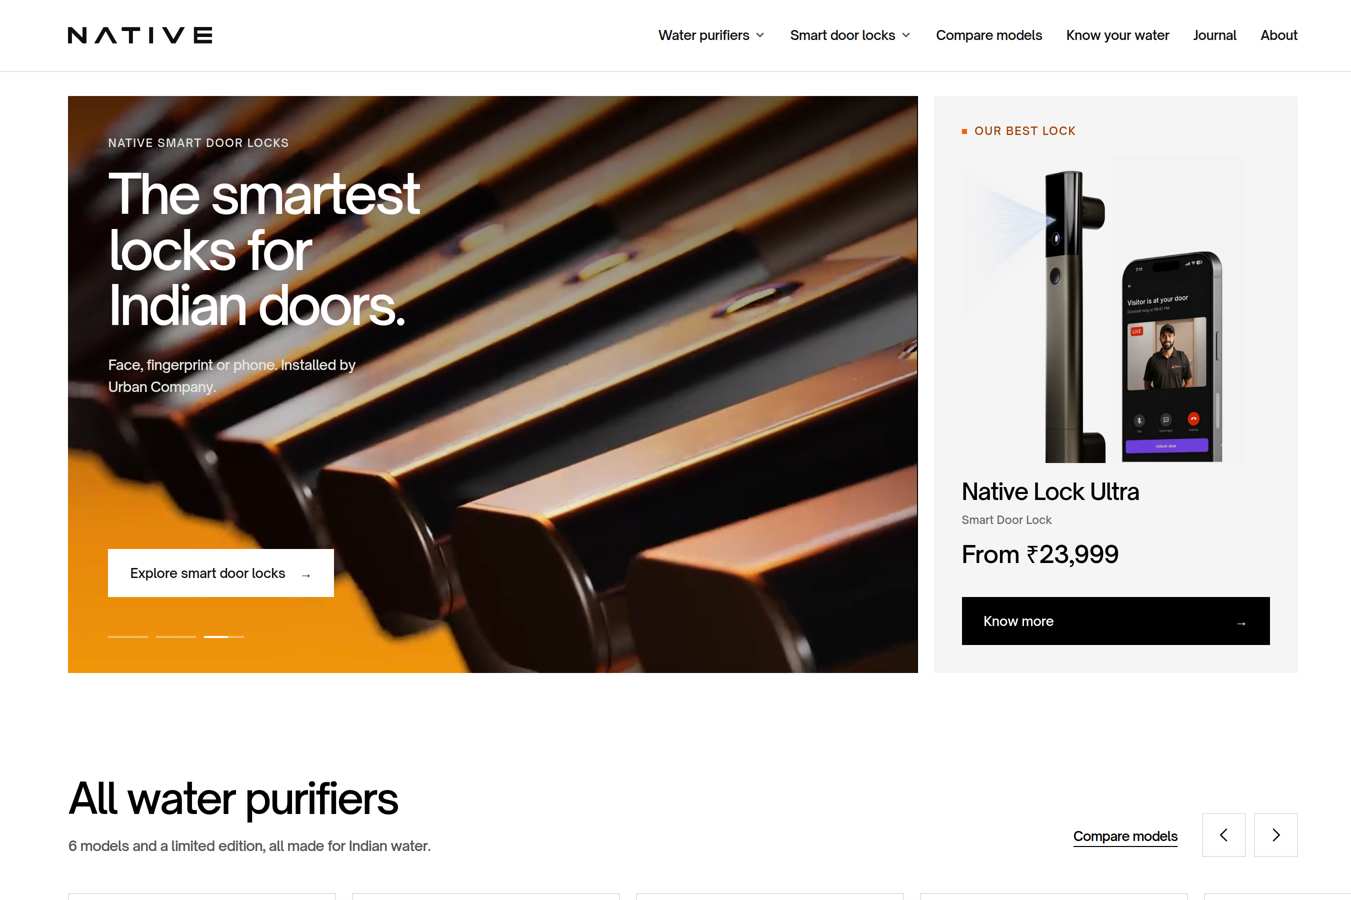 NATIVE
Water purifiers
Smart door locks
Compare models
Know your water
Journal
About
NATIVE SMART DOOR LOCKS
The smartest
locks for
Indian doors.
Face, fingerprint or phone. Installed by
Urban Company.
Explore smart door locks →
OUR BEST LOCK
Visitor is at your door
LIVE
Native Lock Ultra
Smart Door Lock
From ₹23,999
Know more →
All water purifiers
6 models and a limited edition, all made for Indian water.
Compare models